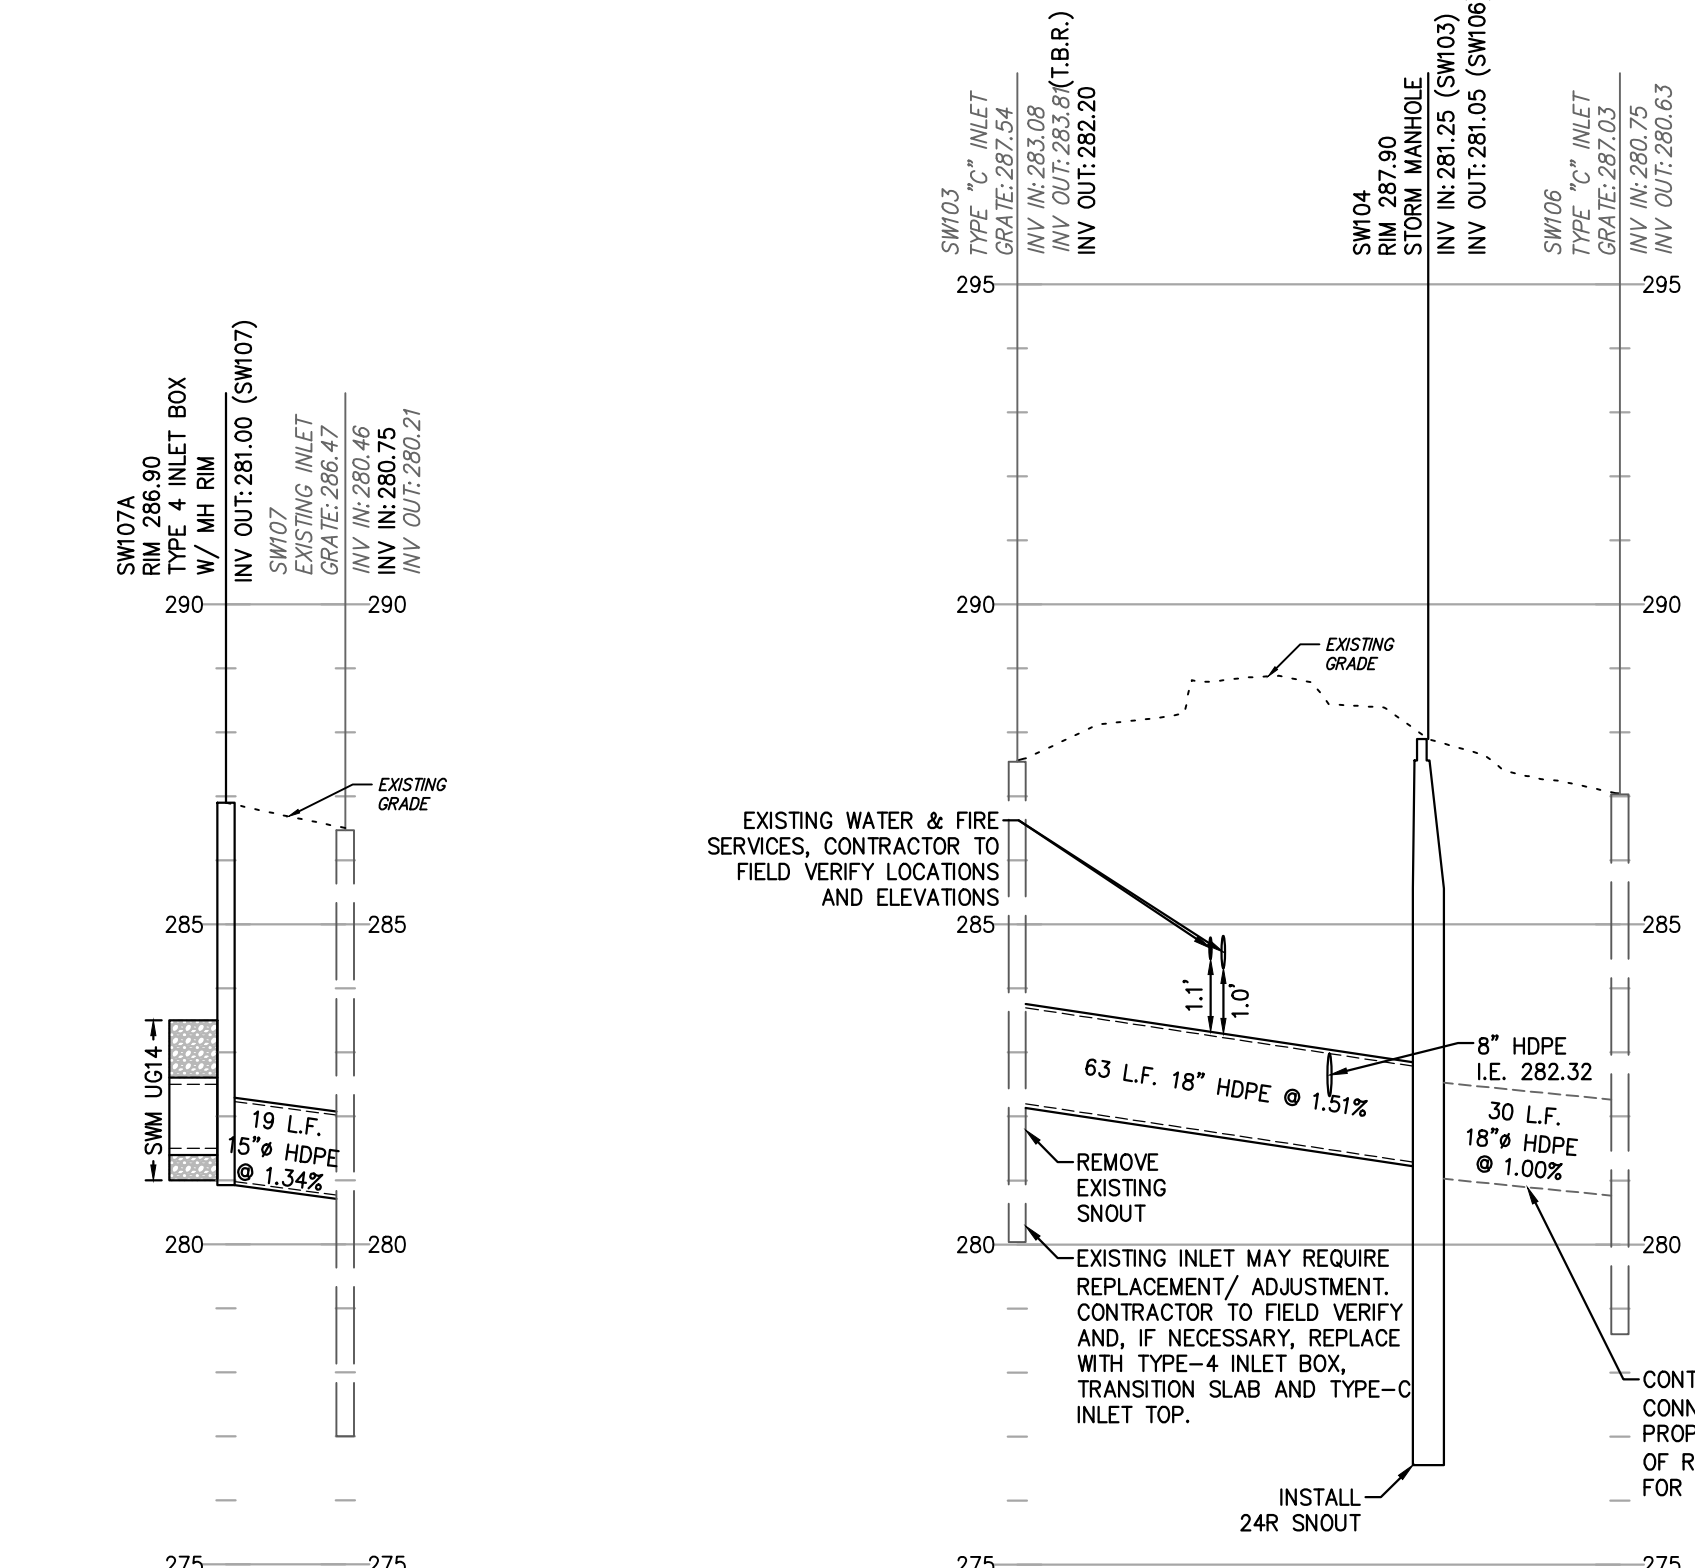 SW107A
RIM 286.90
TYPE 4 INLET BOX
W/ MH RIM
INV OUT:281.00 (SW107)
SW107
EXISTING INLET
GRATE:286.47
INV IN:280.46
INV IN:280.75
INV OUT:280.21
290
290
EXISTING
GRADE
285
285
SWM UG14
19 L.F.
15"ø HDPE
@ 1.34%
280
280
275
275
SW103
TYPE "C" INLET
GRATE:287.54
INV IN:283.08
INV OUT:283.81(T.B.R.)
INV OUT:282.20
SW104
RIM 287.90
STORM MANHOLE
INV IN:281.25 (SW103)
INV OUT:281.05 (SW106
SW106
TYPE "C" INLET
GRATE:287.03
INV IN:280.75
INV OUT:280.63
295
295
290
290
EXISTING
GRADE
EXISTING WATER & FIRE
SERVICES, CONTRACTOR TO
FIELD VERIFY LOCATIONS
AND ELEVATIONS
285
285
1.1'
1.0'
63 L.F. 18" HDPE @ 1.51%
8" HDPE
I.E. 282.32
30 L.F.
18"ø HDPE
@ 1.00%
REMOVE
EXISTING
SNOUT
280
280
EXISTING INLET MAY REQUIRE
REPLACEMENT/ ADJUSTMENT.
CONTRACTOR TO FIELD VERIFY
AND, IF NECESSARY, REPLACE
WITH TYPE-4 INLET BOX,
TRANSITION SLAB AND TYPE-C
INLET TOP.
INSTALL
24R SNOUT
CONT
CONN
PROP
OF R
FOR
275
275